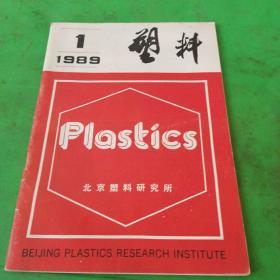 1
1989
塑料
Plastics
北京塑料研究所
BEIJING PLASTICS RESEARCH INSTITUTE